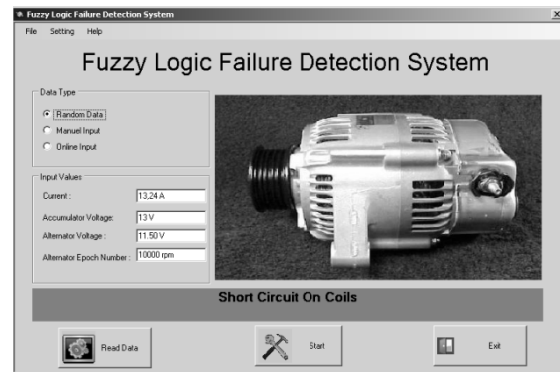 Fuzzy Logic Failure Detection System
File Setting Help
Fuzzy Logic Failure Detection System
Data Type
Random Data
Manuel Input
Online Input
Input Values
Current : 13,24 A
Accumulator Voltage: 13 V
Alternator Voltage : 11.50 V
Alternator Epoch Number : 10000 rpm
Short Circuit On Coils
Read Data Start Exit